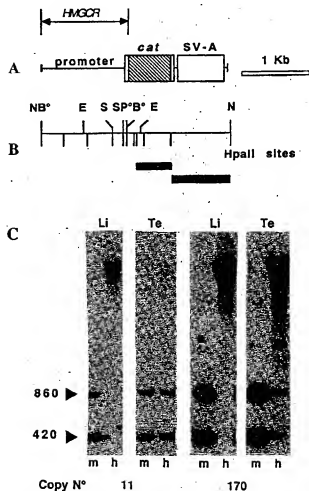 HMGCR
cat SV-A
A promoter 1 Kb
NB° E S SP°B° E N
B HpaII sites
C Li Te Li Te
860
420
m h m h m h m h
Copy N° 11 170